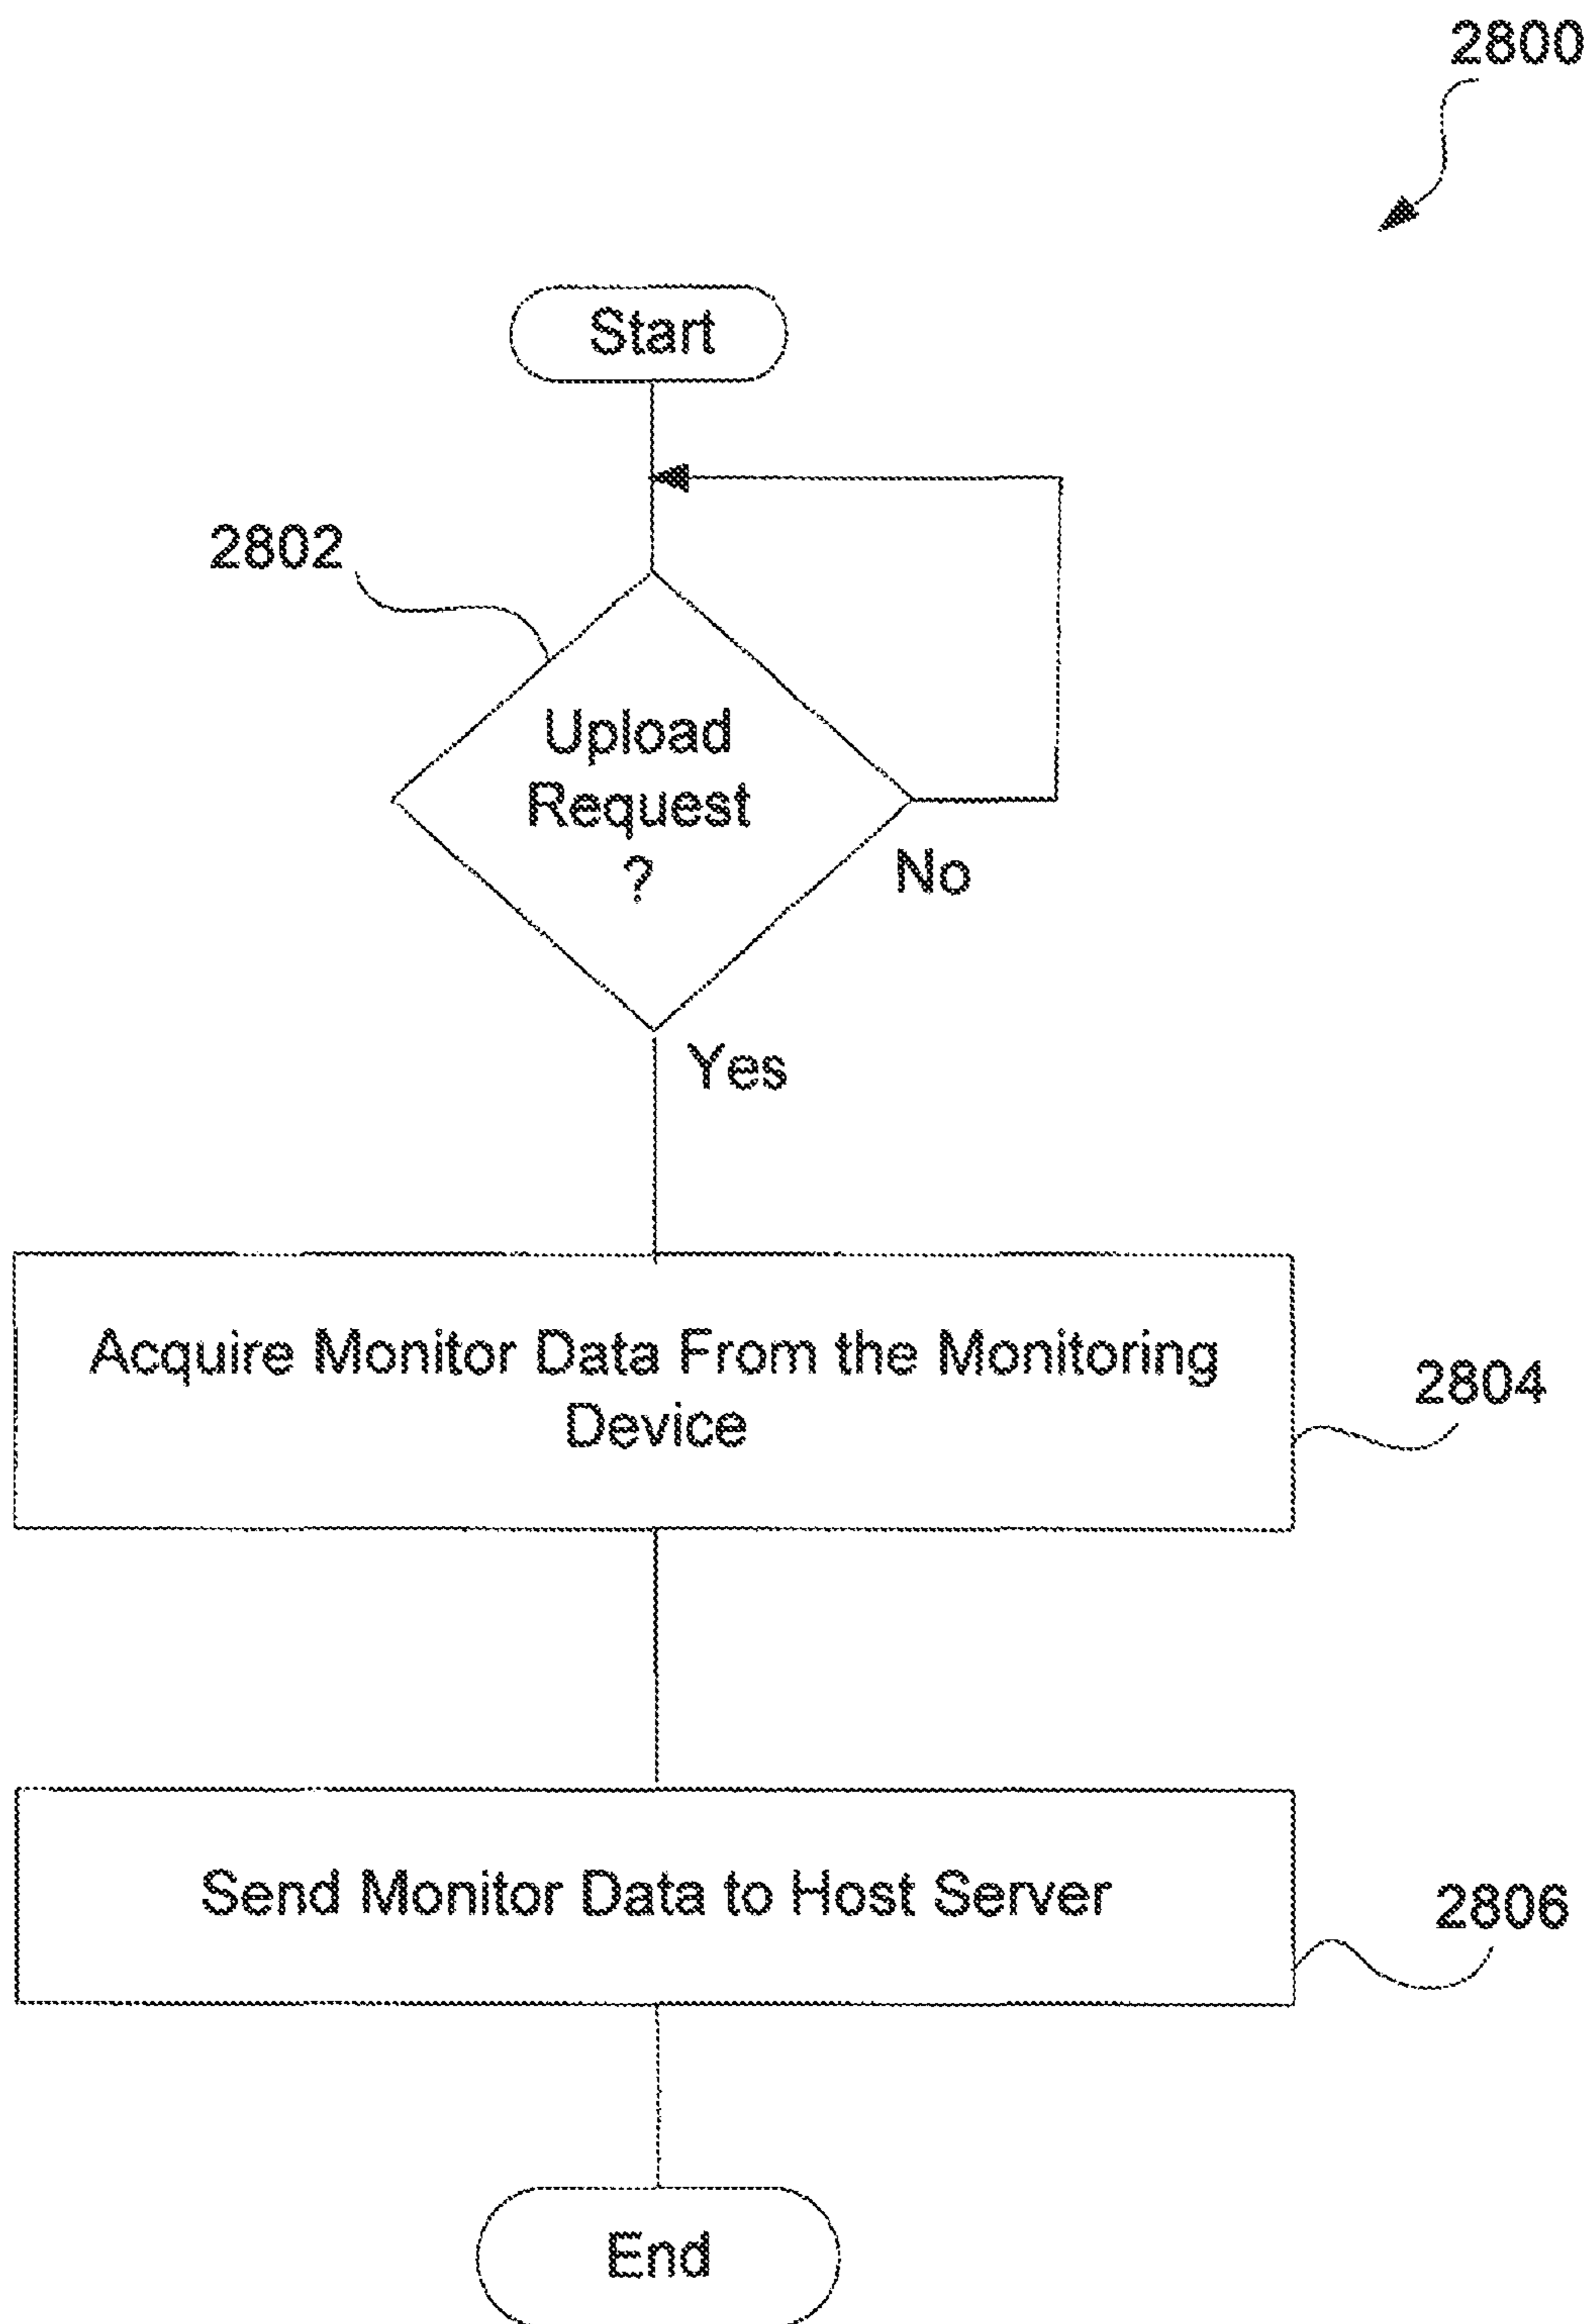 2800
Start
2802
Upload
Request
?
No
Yes
Acquire Monitor Data From the Monitoring
Device
2804
Send Monitor Data to Host Server
2806
End